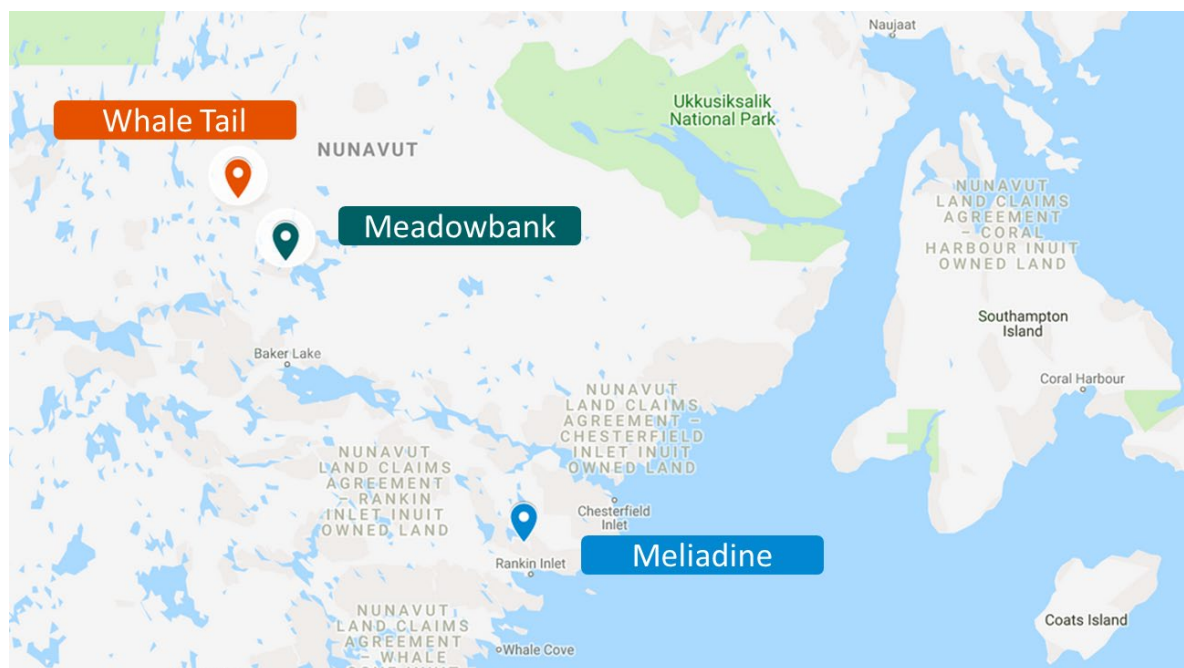 Naujaat
Ukkusiksalik
National Park
Whale Tail
NUNAVUT
NUNAVUT
LAND CLAIMS
AGREEMENT
– CORAL
HARBOUR INUIT
OWNED LAND
Meadowbank
Southampton
Island
Baker Lake
Coral Harbour
NUNAVUT
LAND CLAIMS
AGREEMENT –
CHESTERFIELD
INLET INUIT
OWNED LAND
NUNAVUT
LAND CLAIMS
AGREEMENT
– RANKIN
INLET INUIT
OWNED LAND
Chesterfield
Inlet
Meliadine
Rankin Inlet
NUNAVUT
LAND CLAIMS
AGREEMENT
– WHALE
Coats Island
Whale Cove